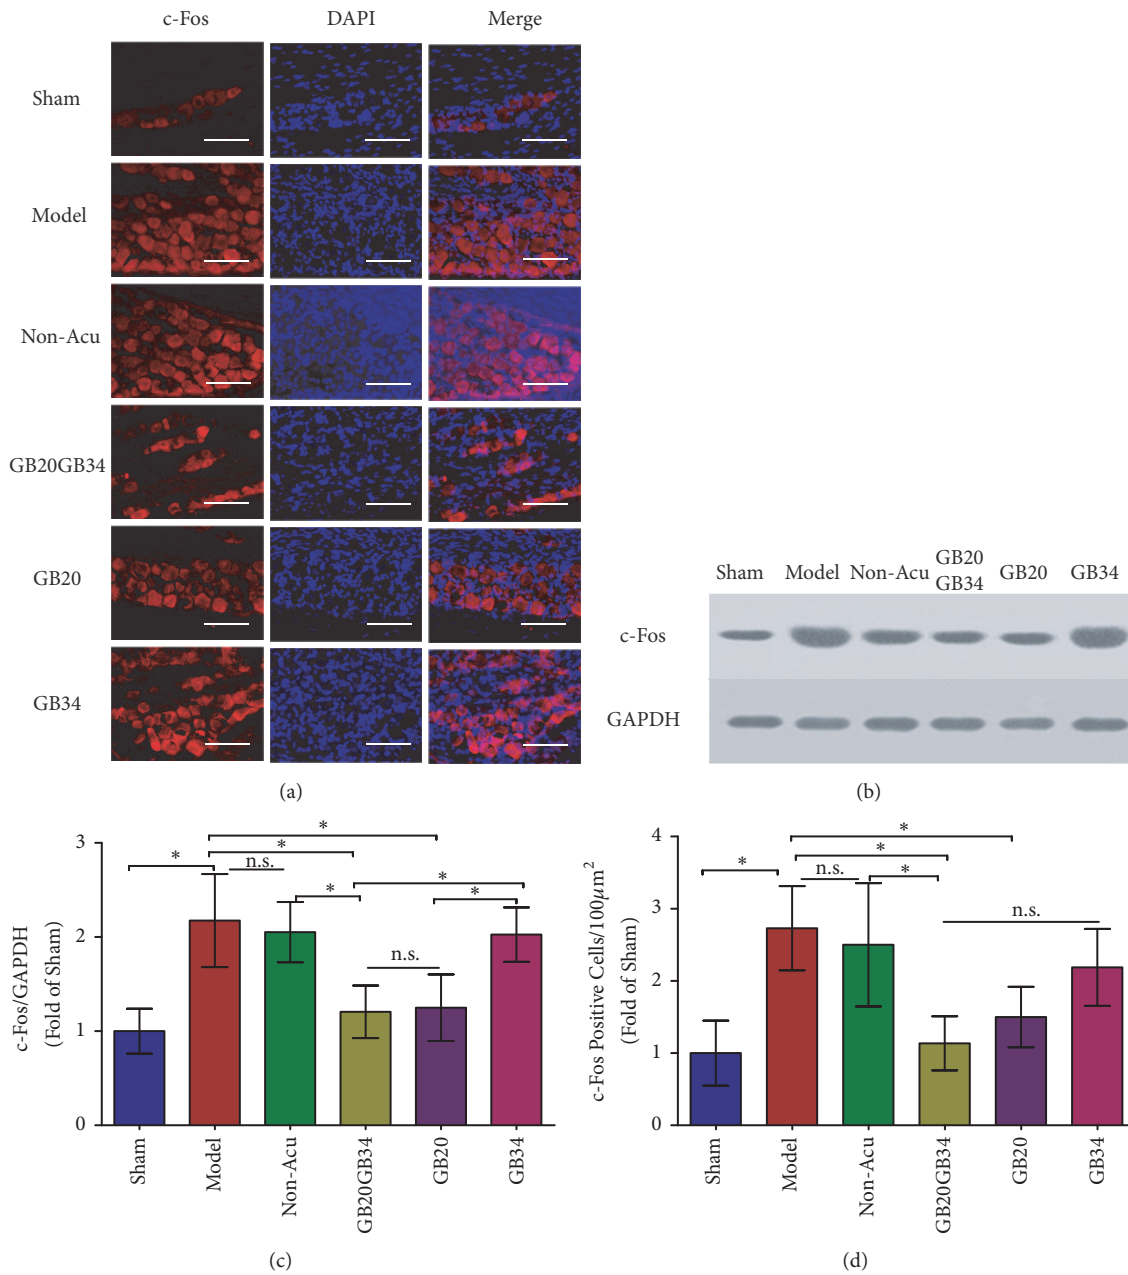 c-Fos DAPI Merge
Sham
Model
Non-Acu
GB20GB34
GB20
GB34
(a)
Sham Model Non-Acu GB20 GB34 GB20 GB34
c-Fos
GAPDH
(b)
c-Fos/GAPDH
(Fold of Sham)
3
2
1
0
*
*
*
n.s.
*
*
*
n.s.
Sham
Model
Non-Acu
GB20GB34
GB20
GB34
(c)
c-Fos Positive Cells/100μm²
(Fold of Sham)
4
3
2
1
0
*
*
*
n.s.
*
n.s.
Sham
Model
Non-Acu
GB20GB34
GB20
GB34
(d)